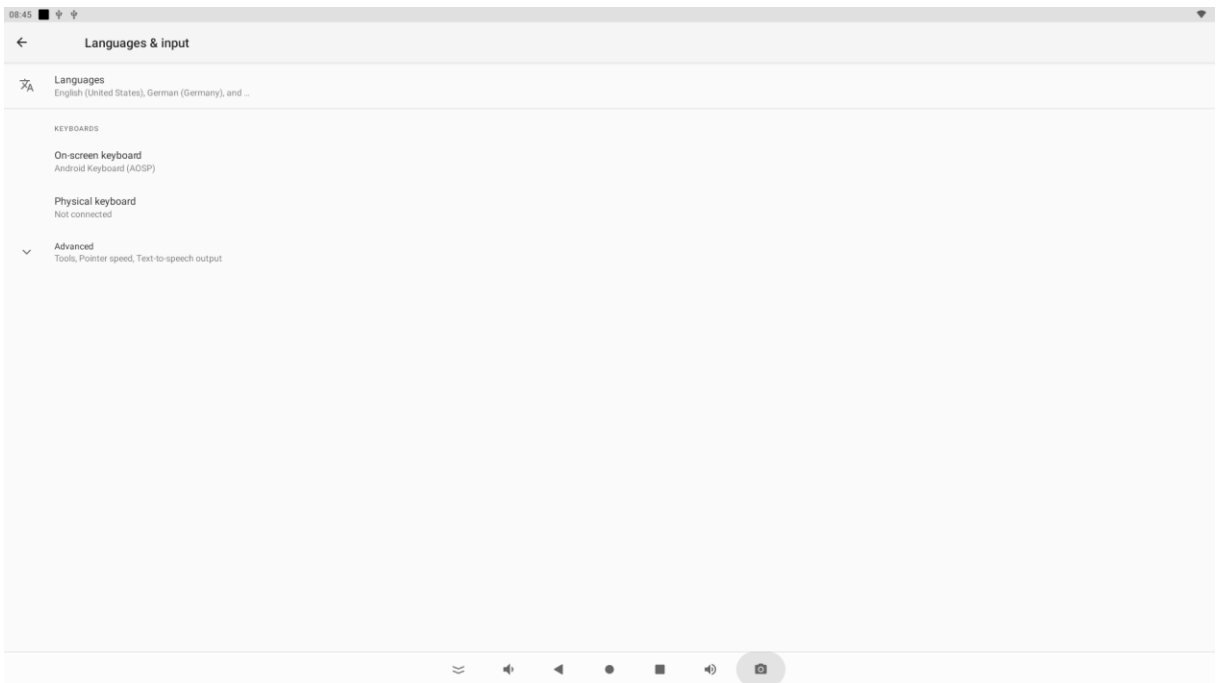 08:45
Languages & input
Languages
English (United States), German (Germany), and ..
KEYBOARDS
On-screen keyboard
Android Keyboard (AOSP)
Physical keyboard
Not connected
Advanced
Tools, Pointer speed, Text-to-speech output